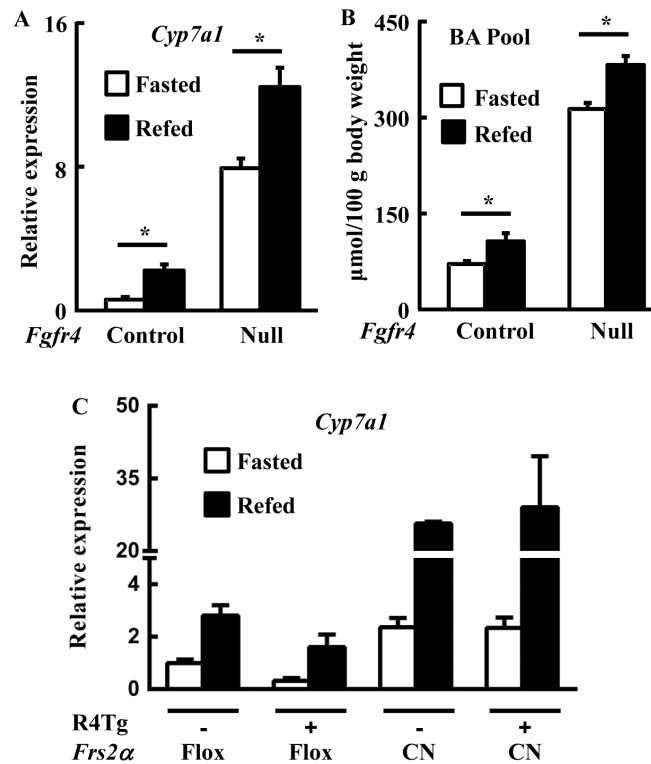 A
Cyp7a1
Relative expression
16
8
0
*
*
Fasted
Refed
Fgfr4 Control Null
B
BA Pool
μmol/100 g body weight
450
300
150
0
*
*
Fasted
Refed
Fgfr4 Control Null
C
Cyp7a1
Relative expression
50
35
20
4
2
0
Fasted
Refed
R4Tg - + - +
Frs2α Flox Flox CN CN